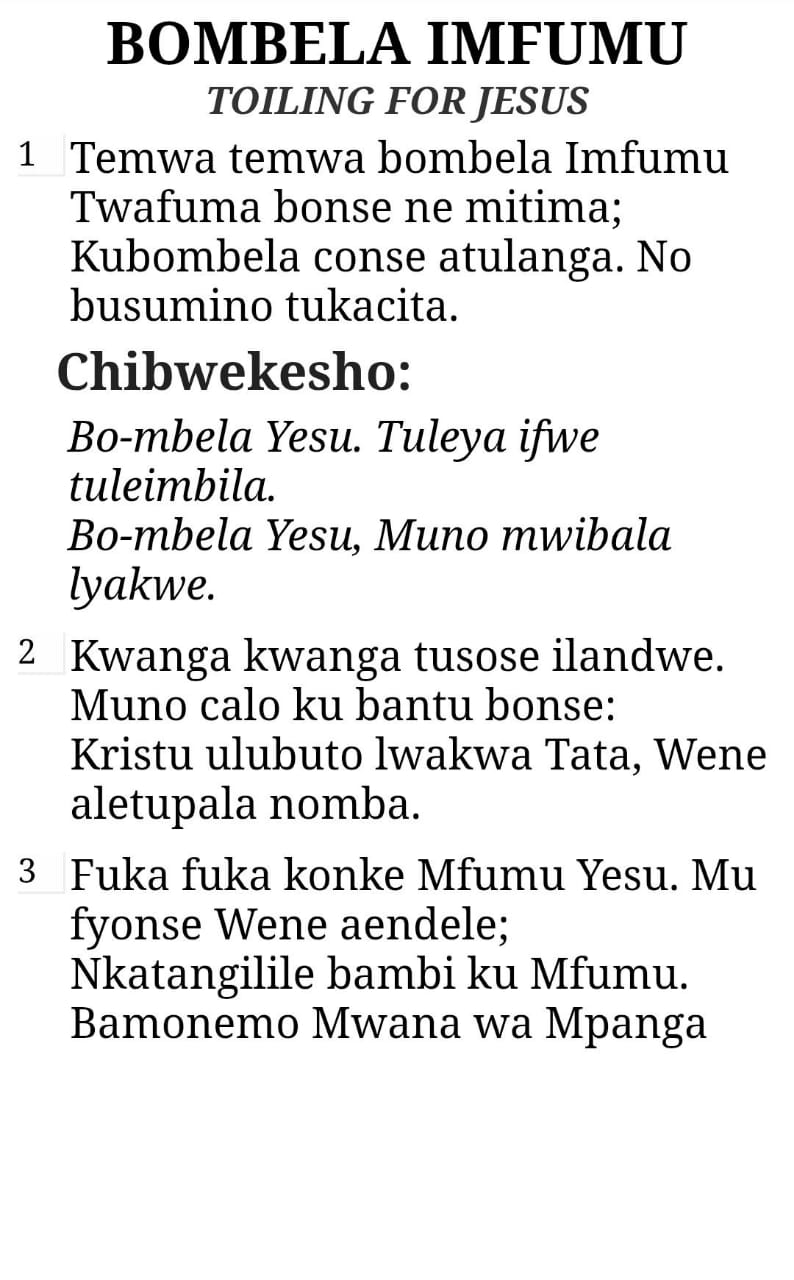 BOMBELA IMFUMU
TOILING FOR JESUS
1 Temwa temwa bombela Imfumu
Twafuma bonse ne mitima;
Kubombela conse atulanga. No
busumino tukacita.
Chibwekesho:
Bo-mbela Yesu. Tuleya ifwe
tuleimbila.
Bo-mbela Yesu, Muno mwibala
lyakwe.
2 Kwanga kwanga tusose ilandwe.
Muno calo ku bantu bonse:
Kristu ulubuto lwakwa Tata, Wene
aletupala nomba.
3 Fuka fuka konke Mfumu Yesu. Mu
fyonse Wene aendele;
Nkatangilile bambi ku Mfumu.
Bamonemo Mwana wa Mpanga